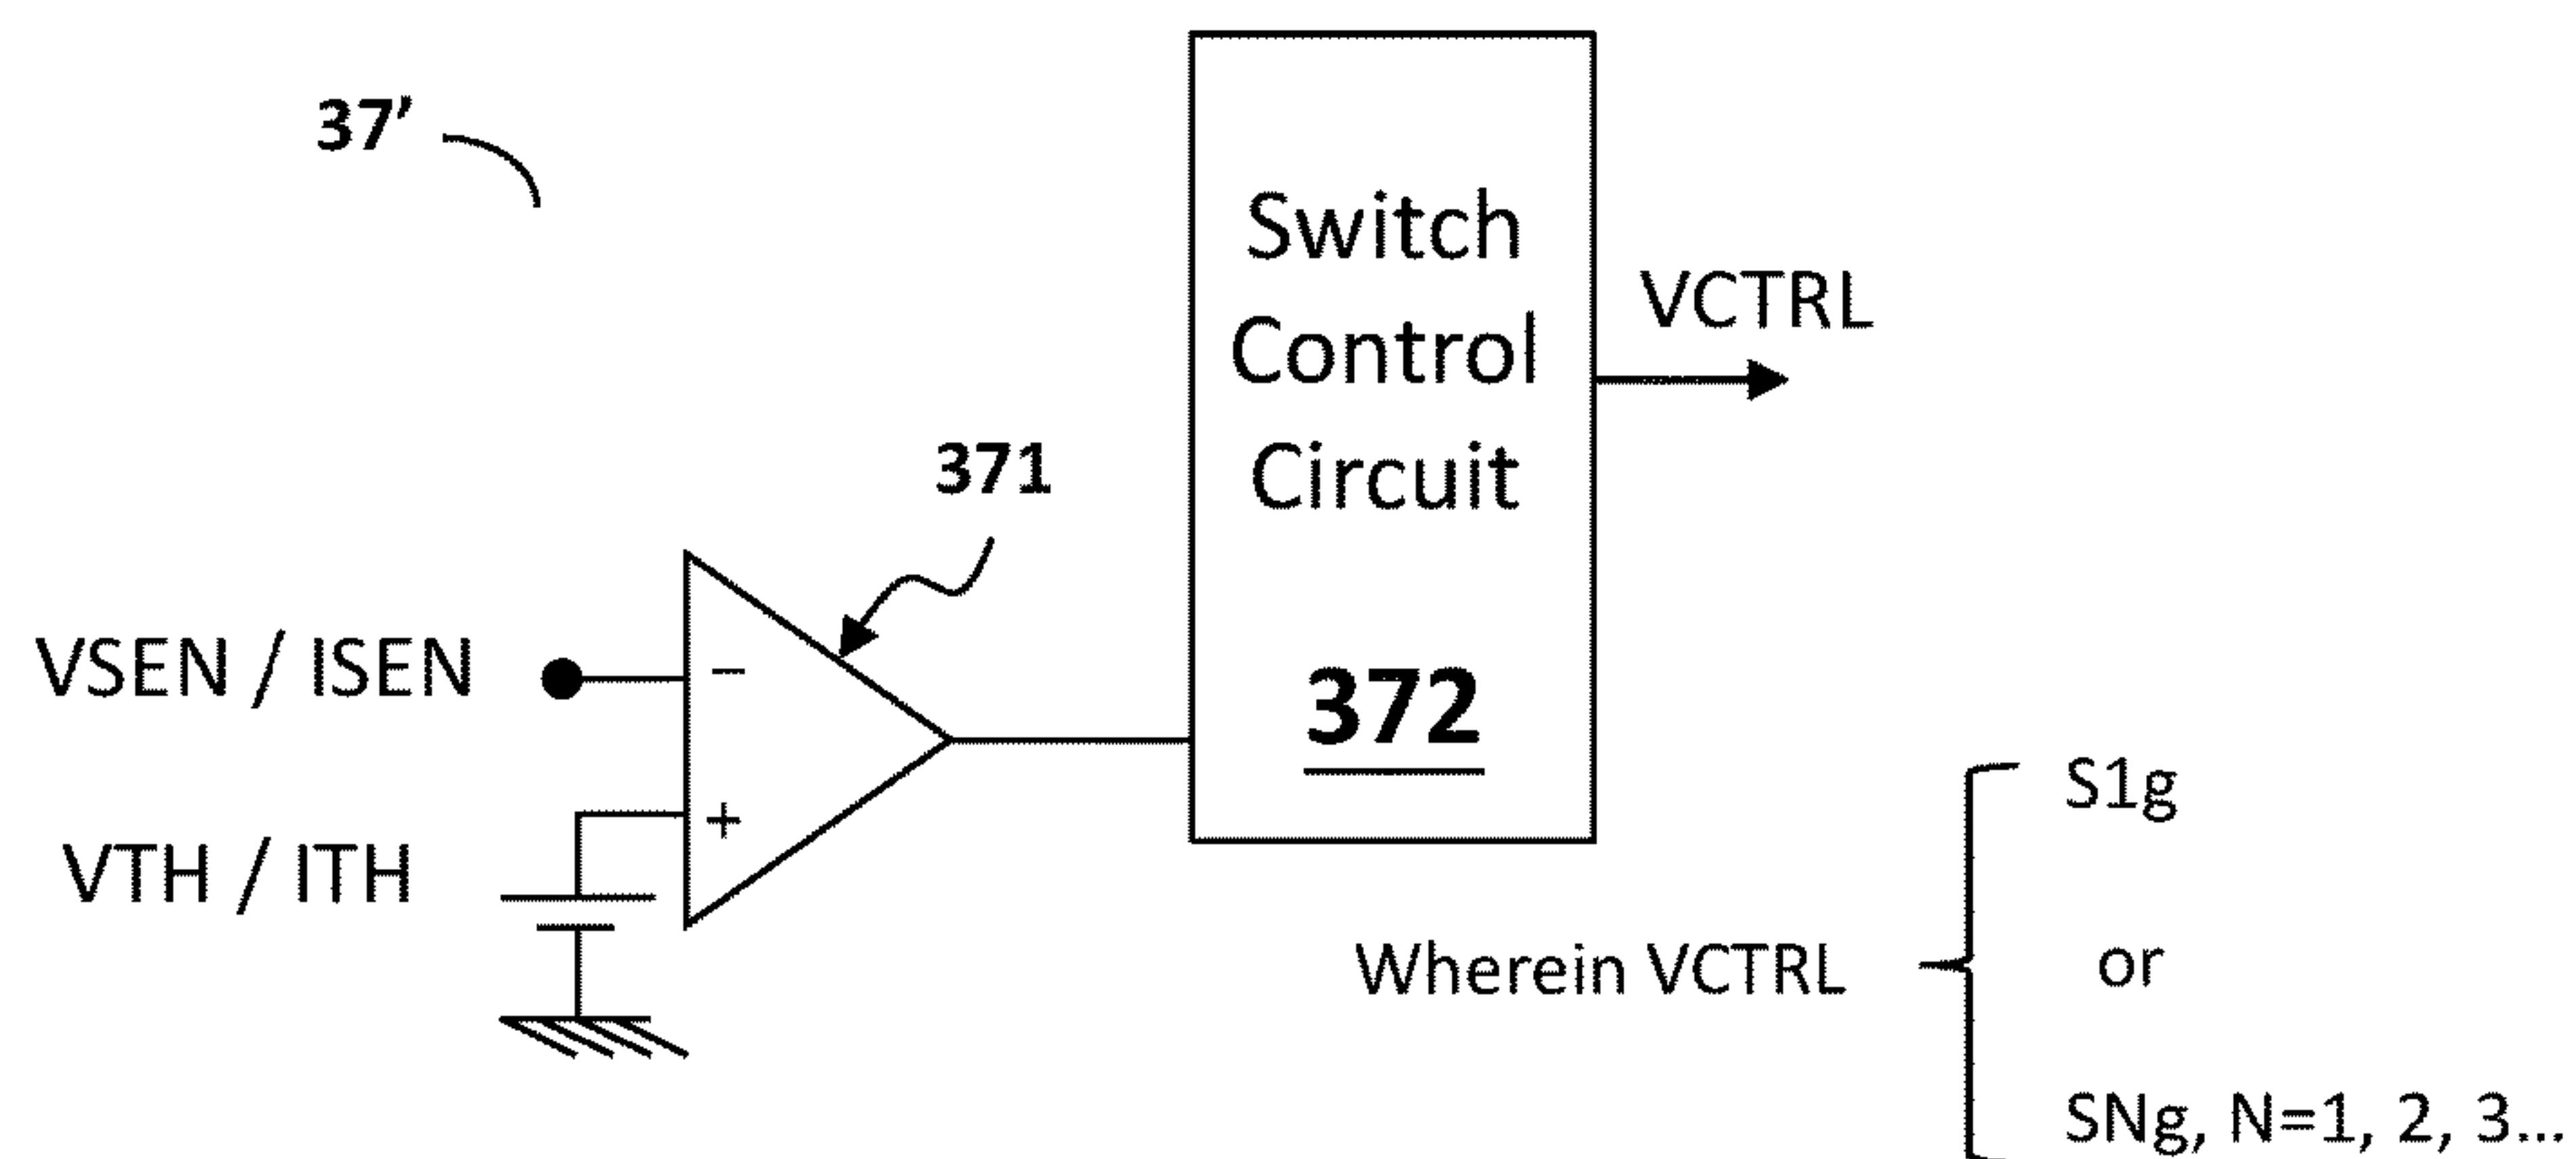 37’
Switch
Control
Circuit
372
VCTRL
371
VSEN / ISEN
−
VTH / ITH
+
Wherein VCTRL
S1g
or
SNg, N=1, 2, 3...